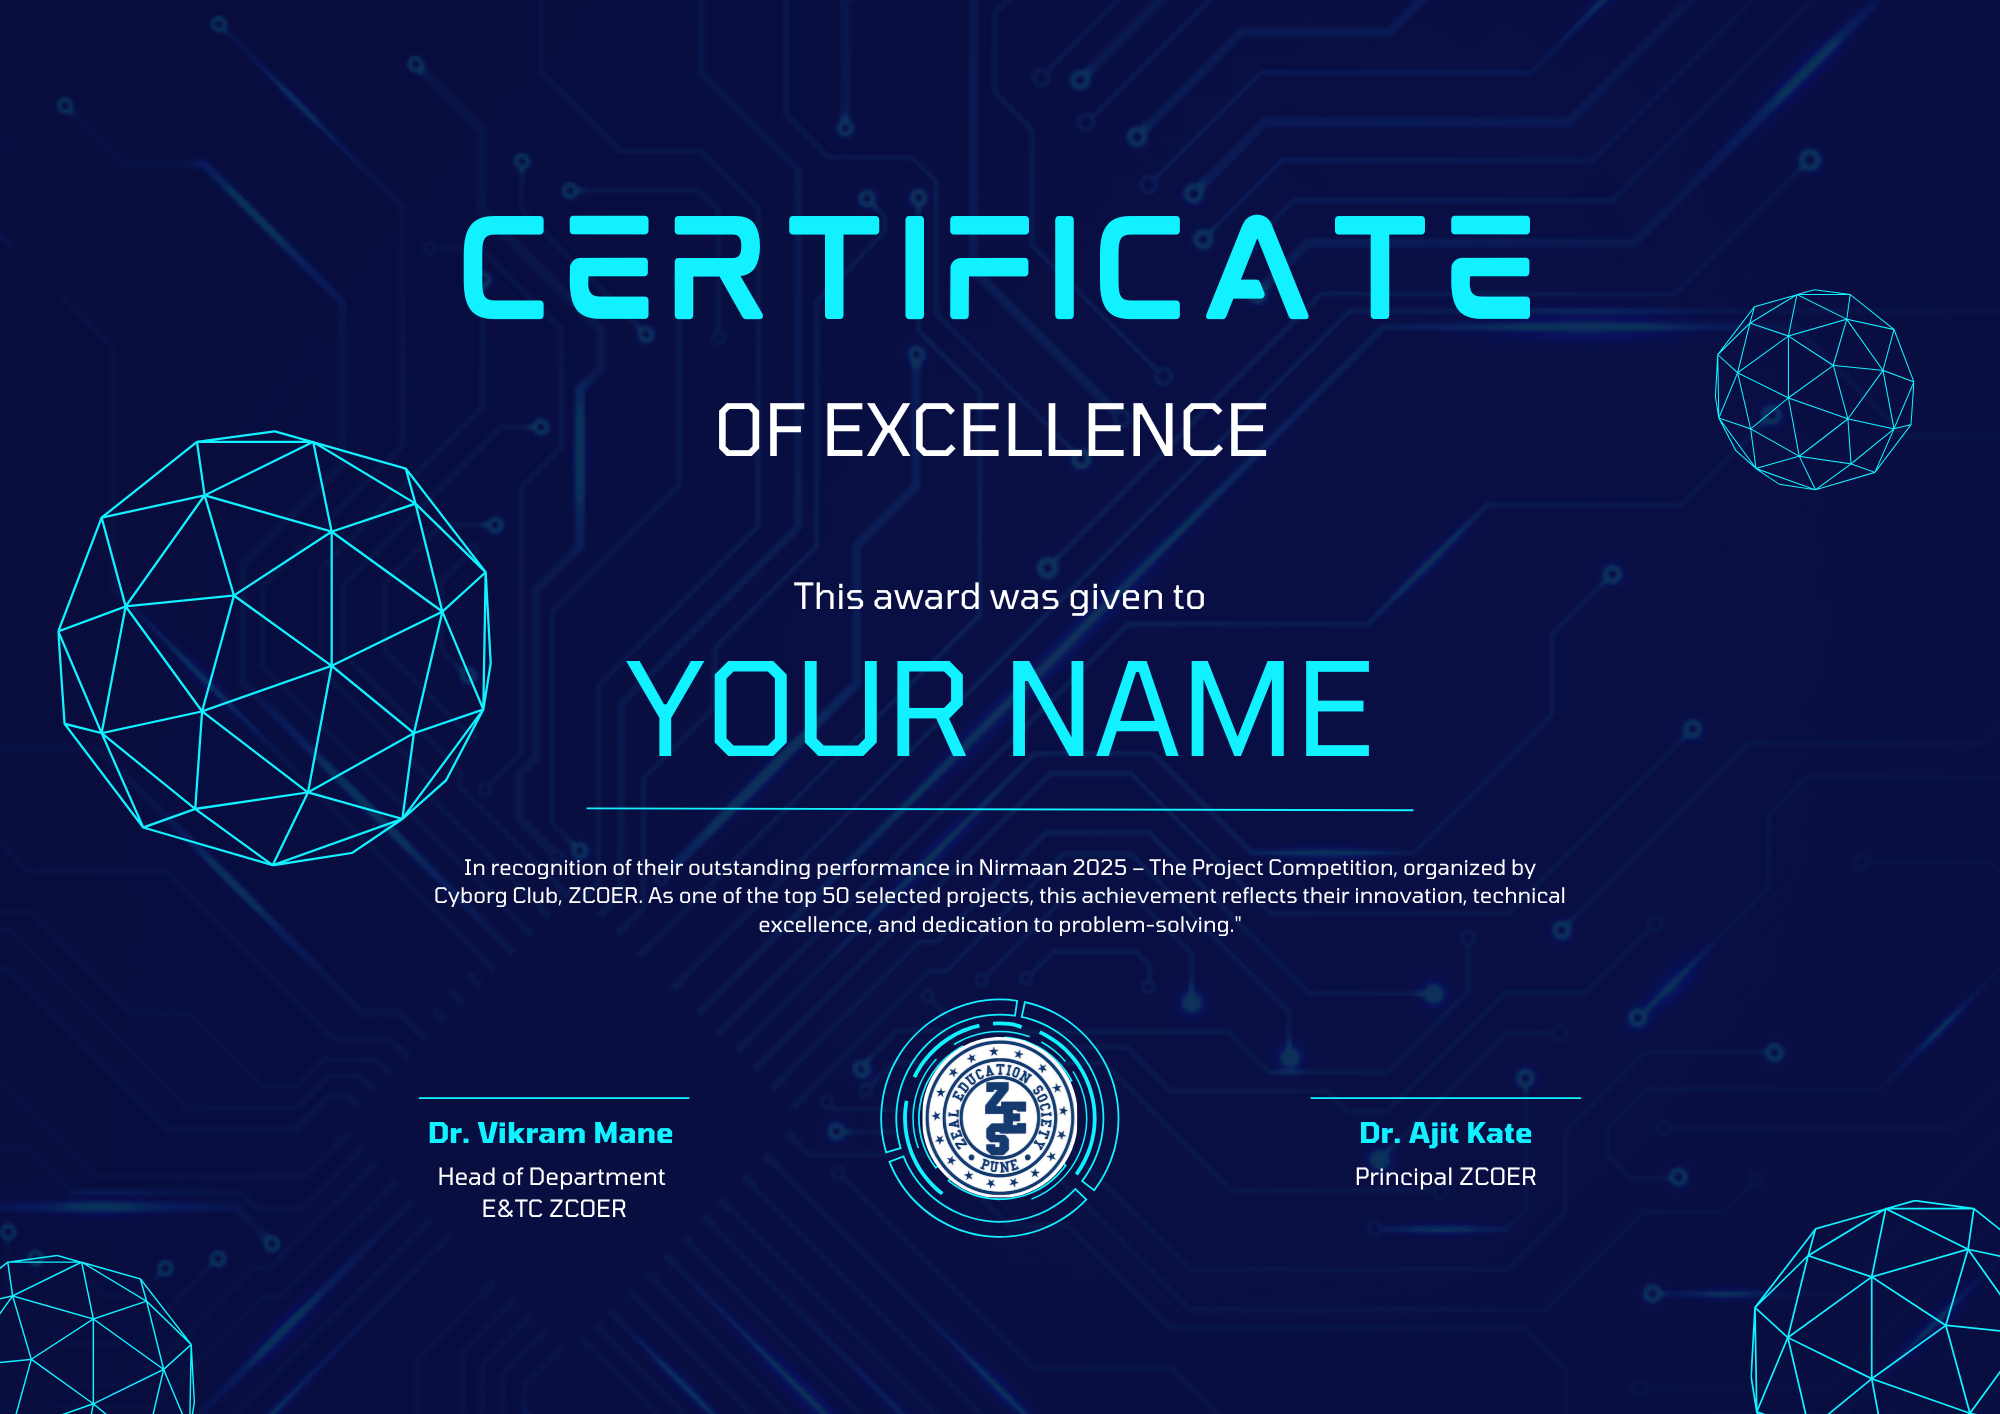 CERTIFICATE
OF EXCELLENCE
This award was given to
YOUR NAME
In recognition of their outstanding performance in Nirmaan 2025 – The Project Competition, organized by
Cyborg Club, ZCOER. As one of the top 50 selected projects, this achievement reflects their innovation, technical
excellence, and dedication to problem-solving."
ZEAL EDUCATION SOCIETY
ZES
PUNE
Dr. Vikram Mane
Head of Department
E&TC ZCOER
Dr. Ajit Kate
Principal ZCOER